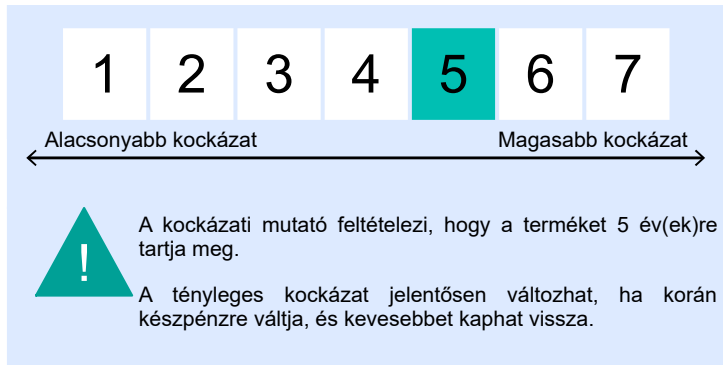 1 2 3 4 5 6 7
Alacsonyabb kockázat Magasabb kockázat
! A kockázati mutató feltételezi, hogy a terméket 5 év(ek)re
tartja meg.
A tényleges kockázat jelentősen változhat, ha korán
készpénzre váltja, és kevesebbet kaphat vissza.